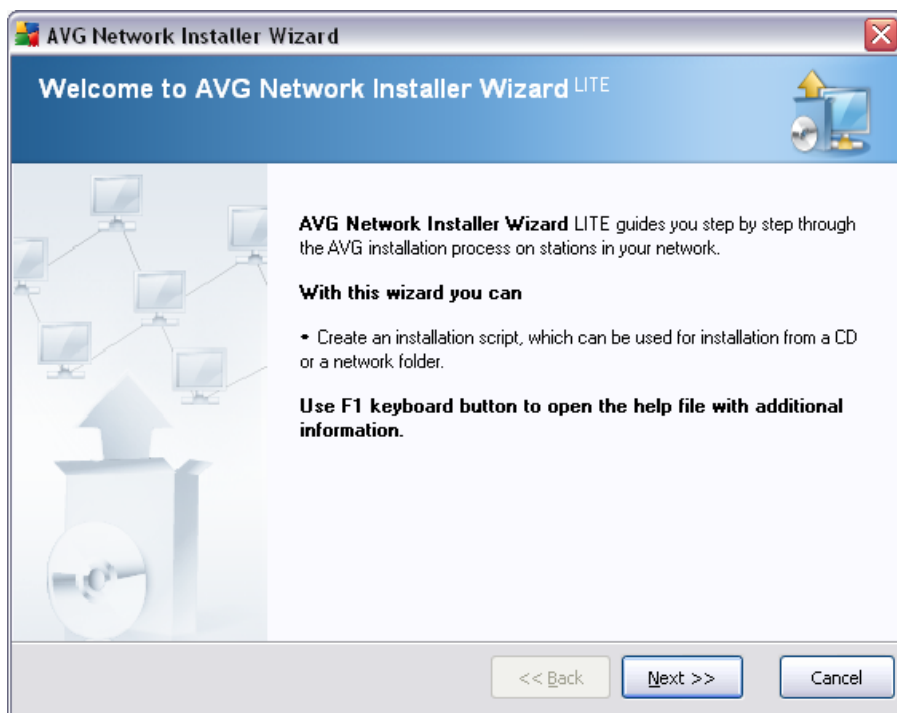 AVG Network Installer Wizard
Welcome to AVG Network Installer Wizard LITE
AVG Network Installer Wizard LITE guides you step by step through
the AVG installation process on stations in your network.
With this wizard you can
• Create an installation script, which can be used for installation from a CD
or a network folder.
Use F1 keyboard button to open the help file with additional
information.
<< Back
Next >>
Cancel